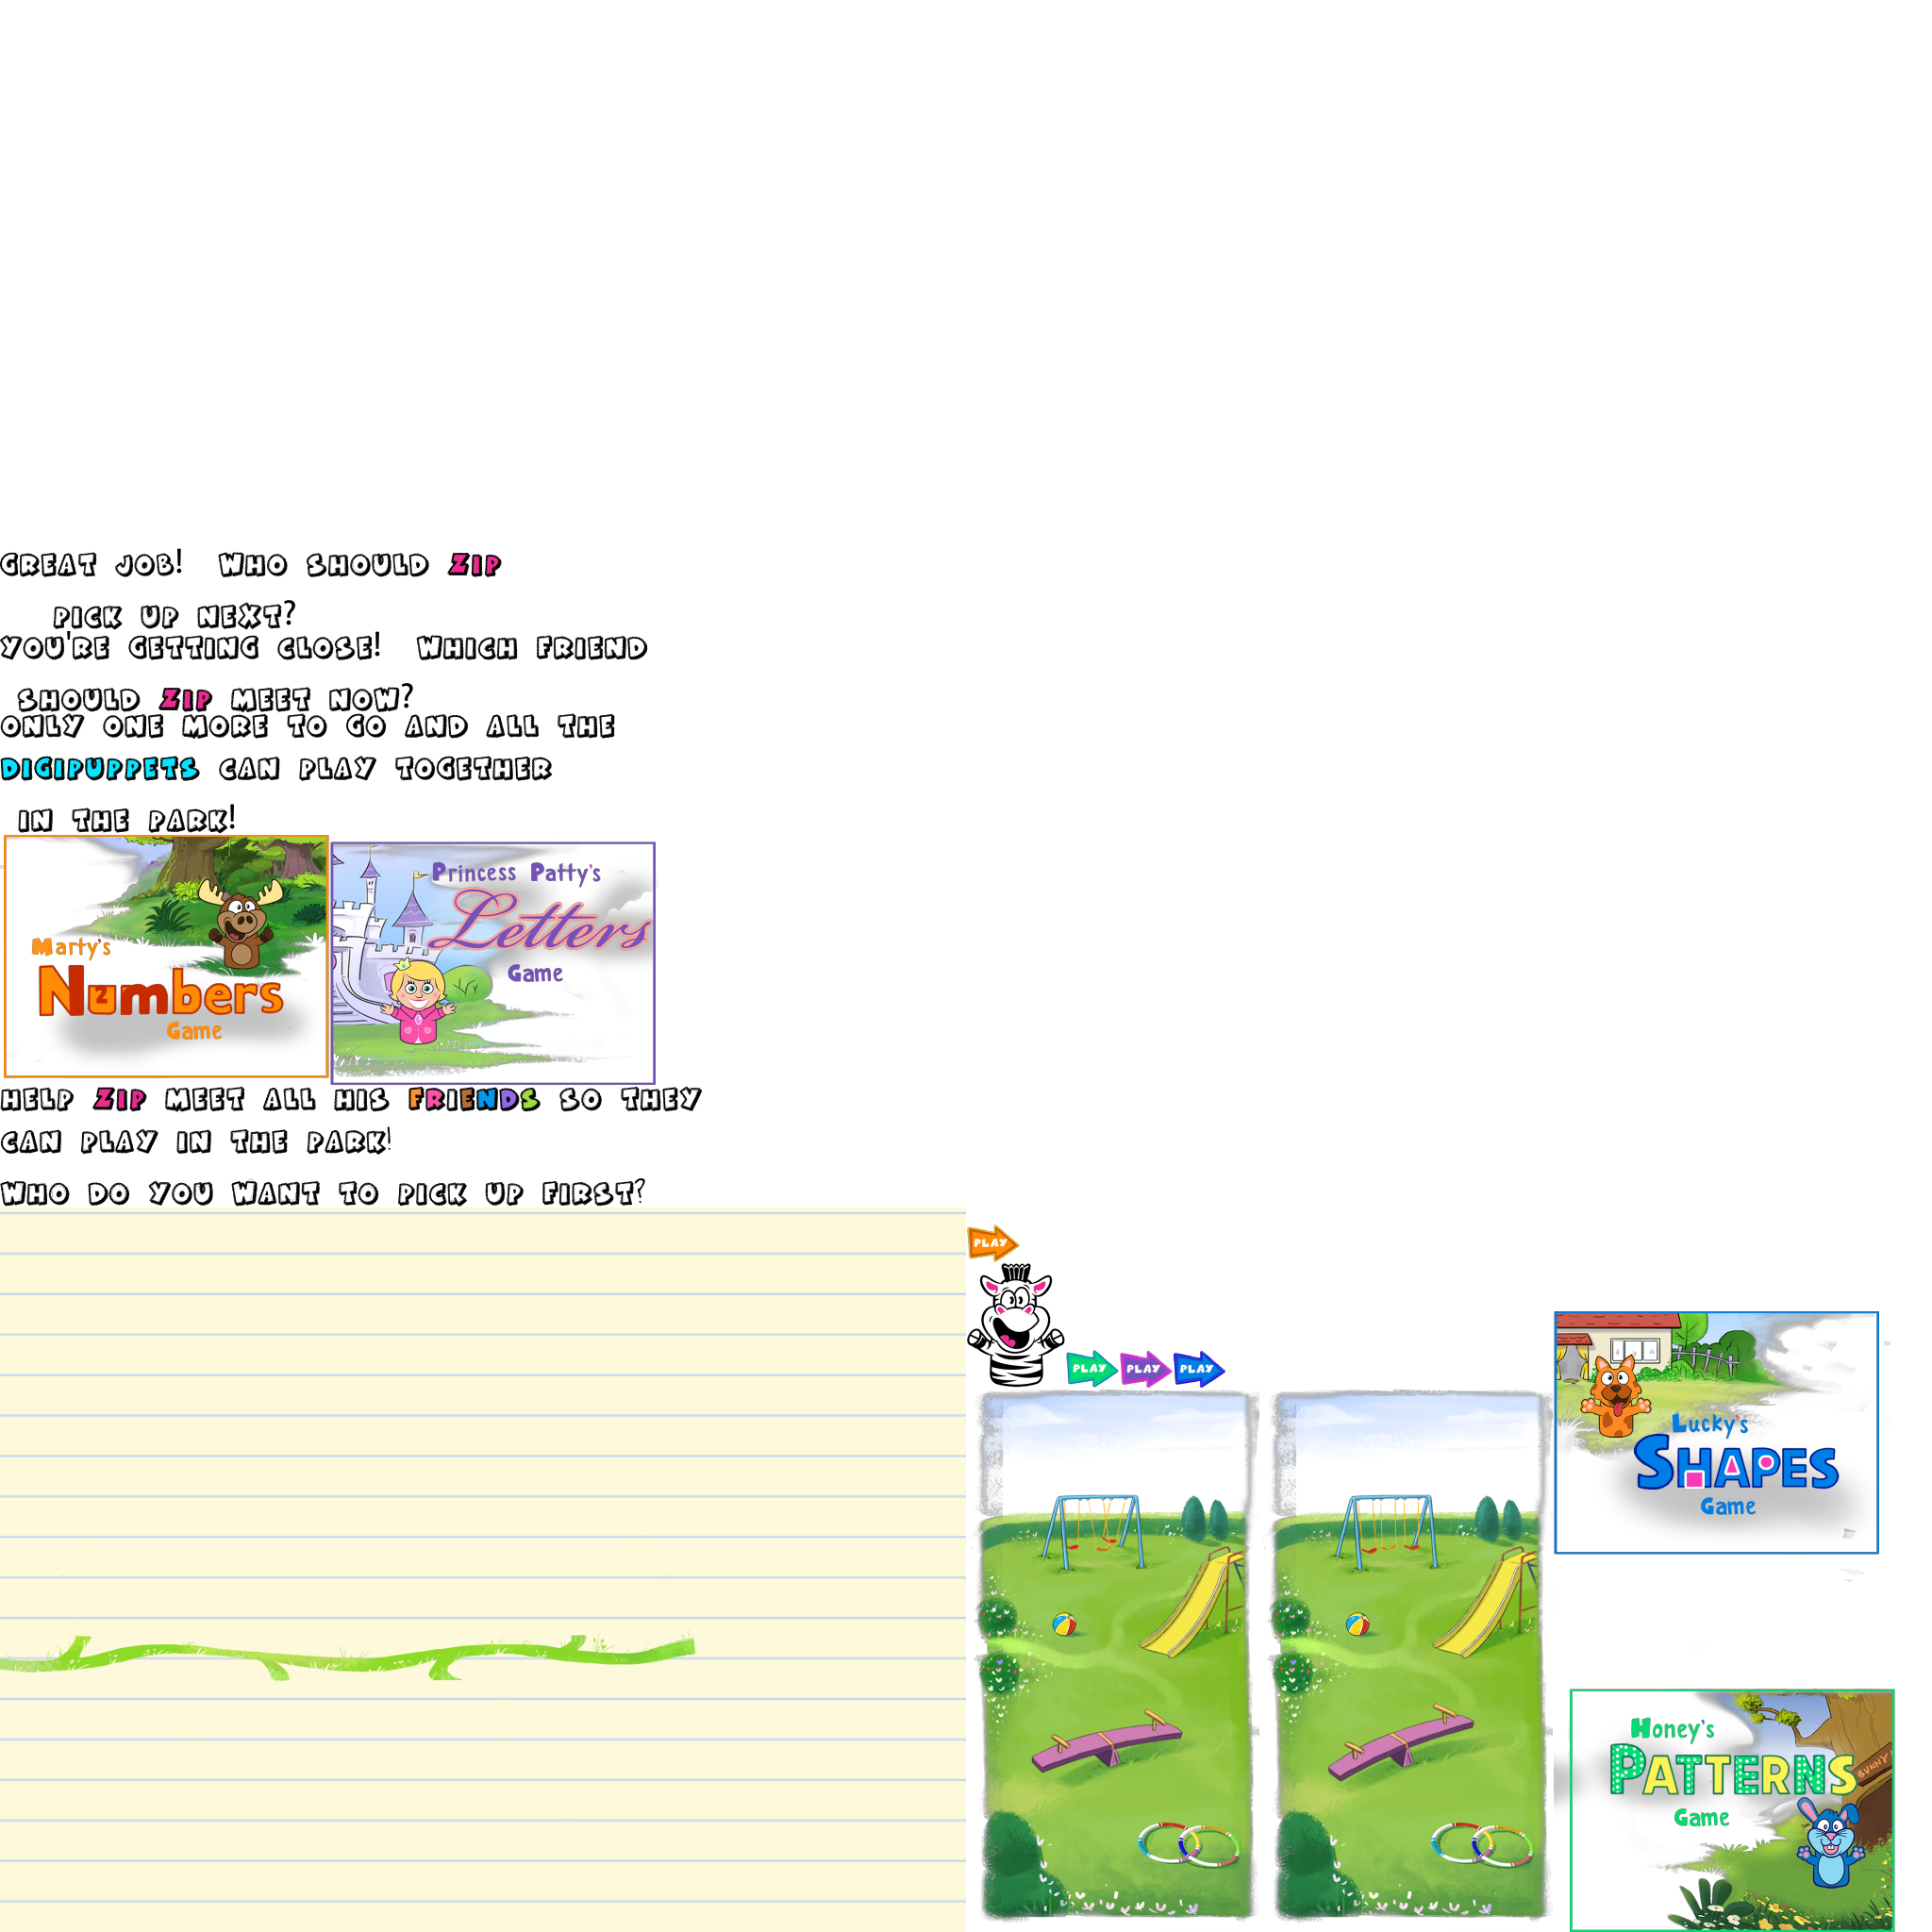 GREAT JOB! WHO SHOULD ZIP
PICK UP NEXT?
YOU'RE GETTING CLOSE! WHICH FRIEND
SHOULD ZIP MEET NOW?
ONLY ONE MORE TO GO AND ALL THE
DIGIPUPPETS CAN PLAY TOGETHER
IN THE PARK!
Marty's
Numbers
Game
Princess Patty's
Letters
Game
HELP ZIP MEET ALL HIS FRIENDS SO THEY
CAN PLAY IN THE PARK!
WHO DO YOU WANT TO PICK UP FIRST?
PLAY
PLAY PLAY PLAY
Lucky's
SHAPES
Game
Honey's
PATTERNS
Game
BUNNY